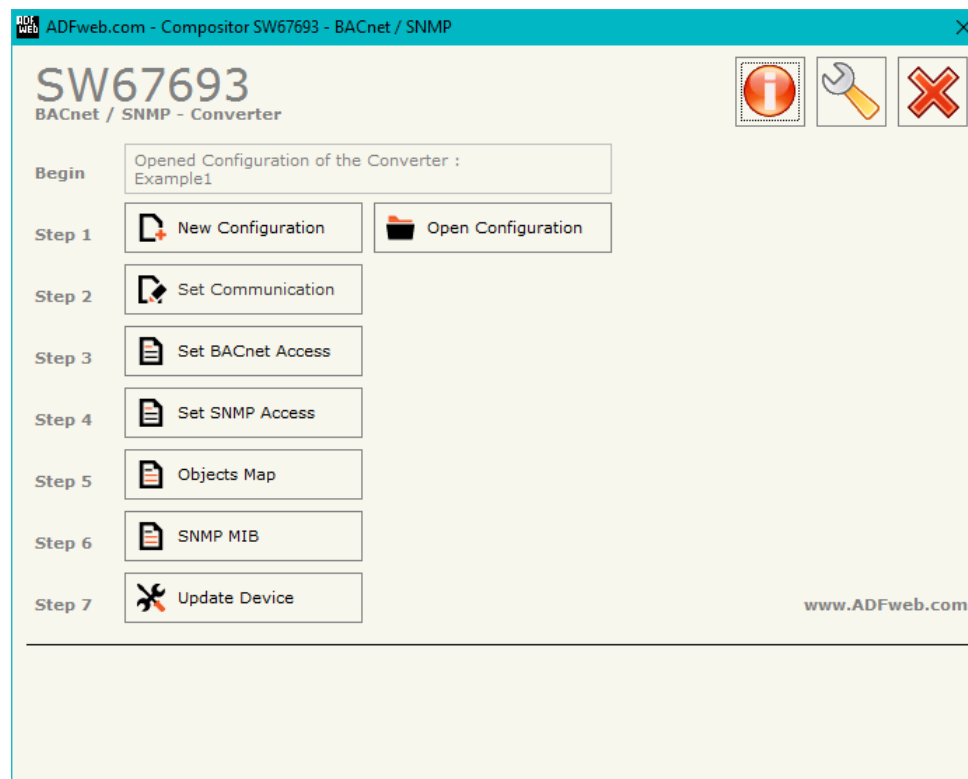 ADF WEB ADFweb.com - Compositor SW67693 - BACnet / SNMP
SW67693
BACnet / SNMP - Converter
Begin
Opened Configuration of the Converter :
Example1
Step 1
New Configuration
Open Configuration
Step 2
Set Communication
Step 3
Set BACnet Access
Step 4
Set SNMP Access
Step 5
Objects Map
Step 6
SNMP MIB
Step 7
Update Device
www.ADFweb.com